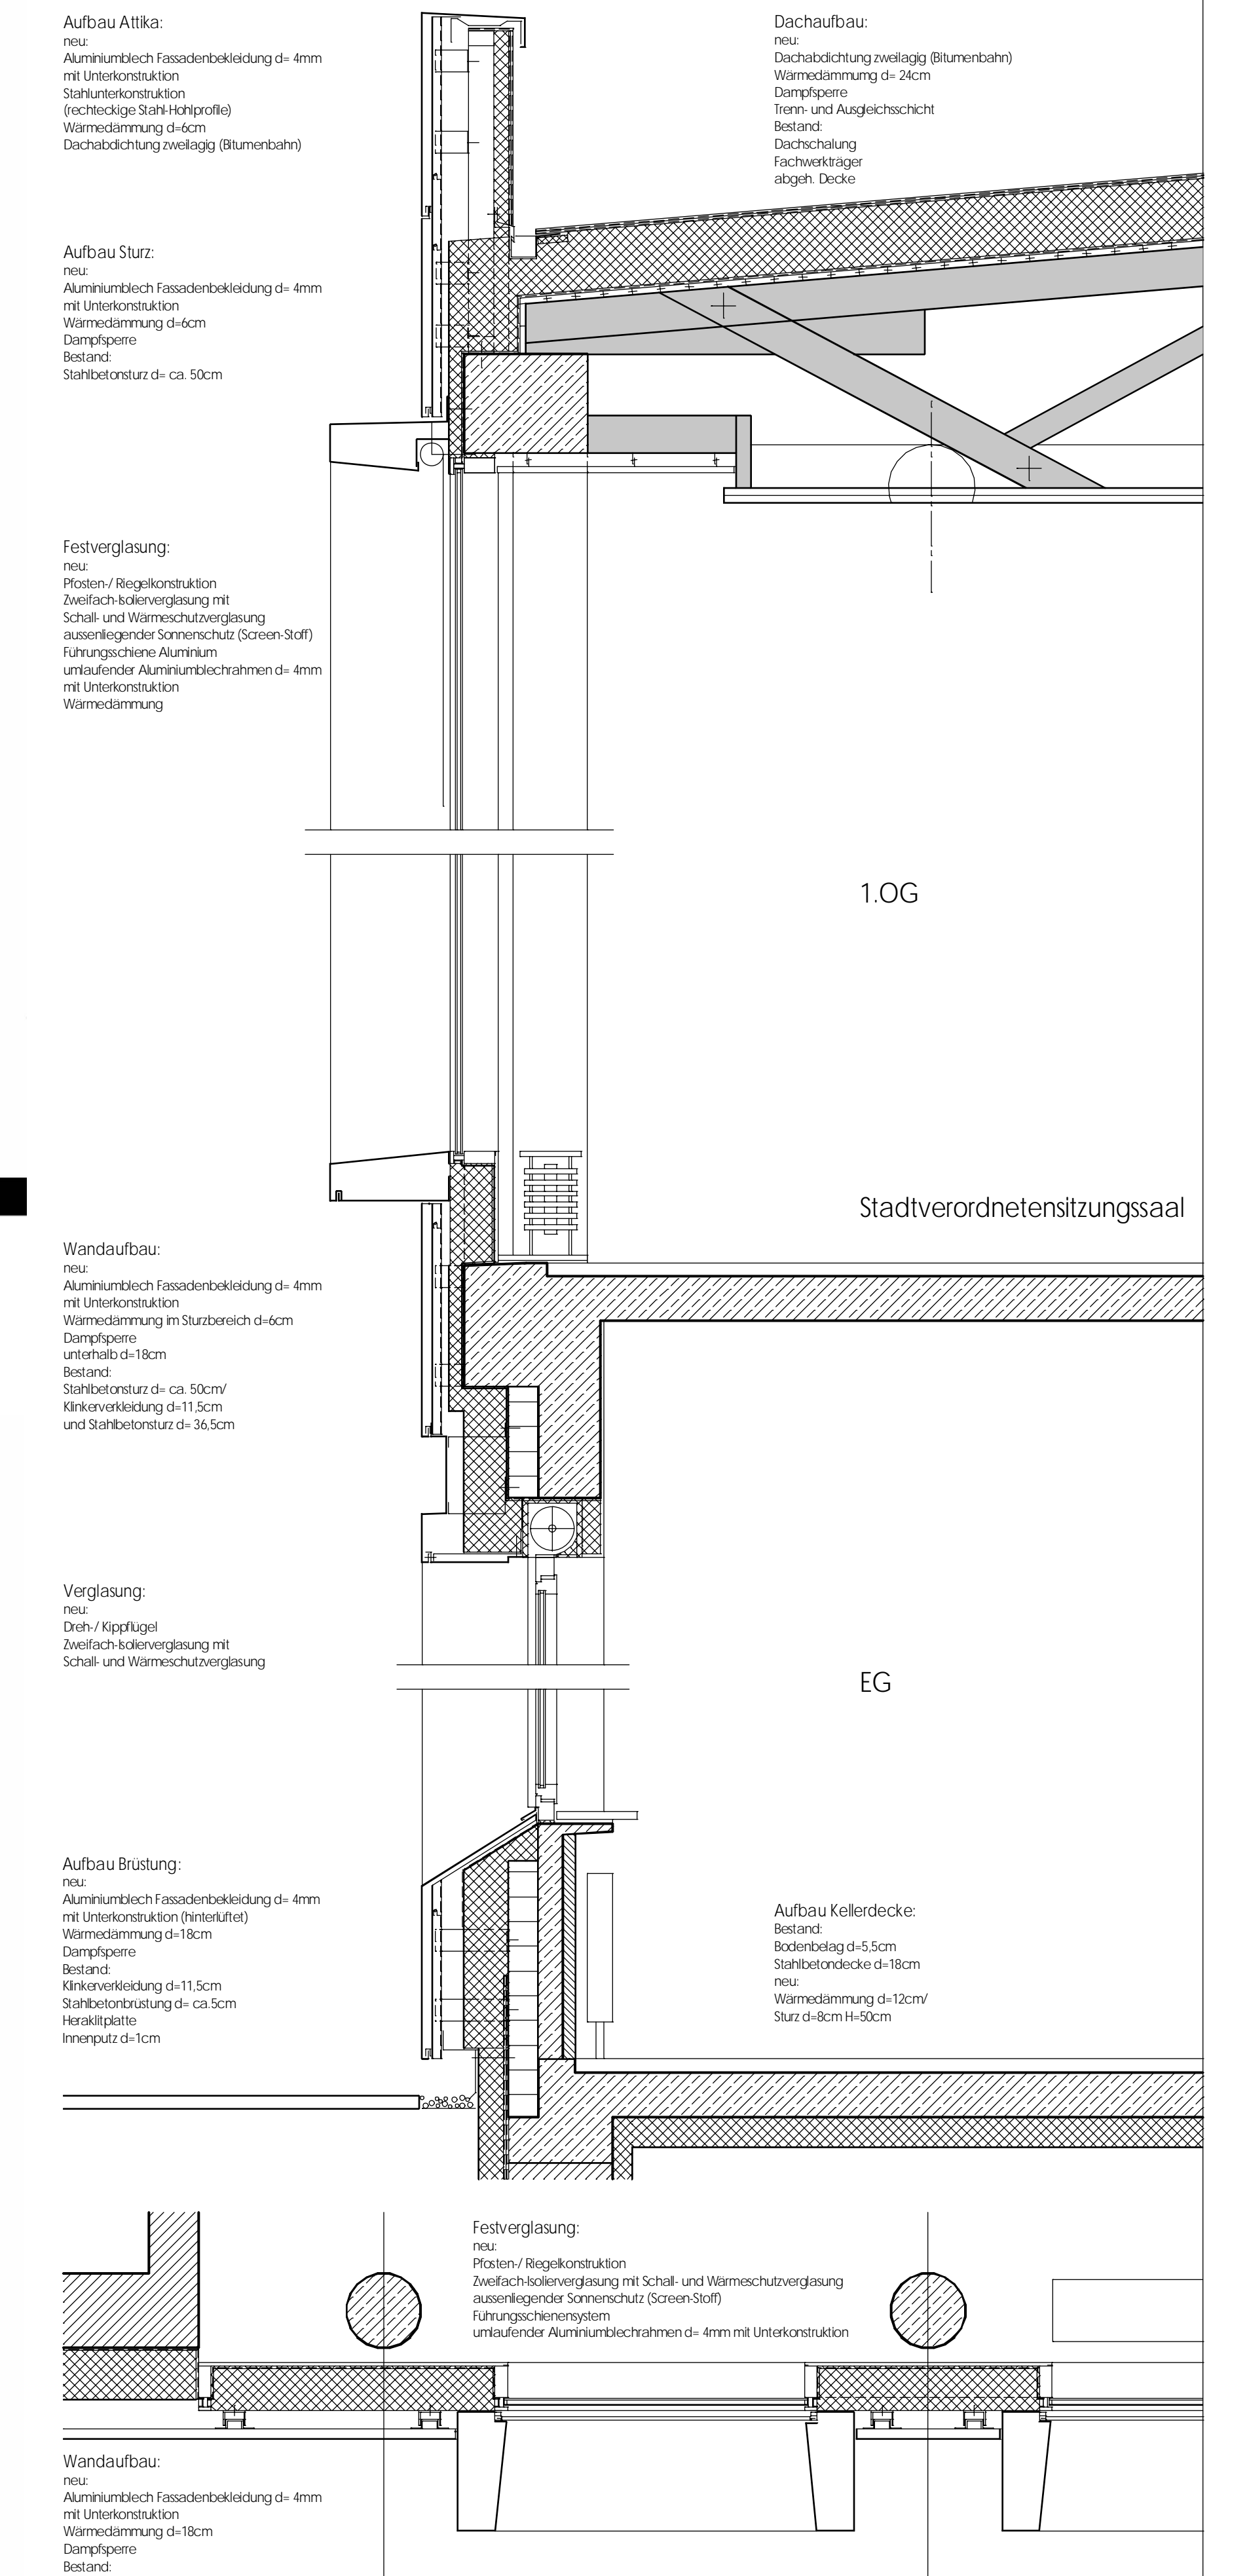 Aufbau Attika:
neu:
Aluminiumblech Fassadenbekleidung d= 4mm
mit Unterkonstruktion
Stahlunterkonstruktion
(rechteckige Stahl-Hohlprofile)
Wärmedämmung d=6cm
Dachabdichtung zweilagig (Bitumenbahn)
Dachaufbau:
neu:
Dachabdichtung zweilagig (Bitumenbahn)
Wärmedämmumg d= 24cm
Dampfsperre
Trenn- und Ausgleichsschicht
Bestand:
Dachschalung
Fachwerkträger
abgeh. Decke
Aufbau Sturz:
neu:
Aluminiumblech Fassadenbekleidung d= 4mm
mit Unterkonstruktion
Wärmedämmung d=6cm
Dampfsperre
Bestand:
Stahlbetonsturz d= ca. 50cm
Festverglasung:
neu:
Pfosten-/ Riegelkonstruktion
Zweifach-Isolierverglasung mit
Schall- und Wärmeschutzverglasung
aussenliegender Sonnenschutz (Screen-Stoff)
Führungsschiene Aluminium
umlaufender Aluminiumblechrahmen d= 4mm
mit Unterkonstruktion
Wärmedämmung
1.OG
Stadtverordnetensitzungssaal
Wandaufbau:
neu:
Aluminiumblech Fassadenbekleidung d= 4mm
mit Unterkonstruktion
Wärmedämmung im Sturzbereich d=6cm
Dampfsperre
unterhalb d=18cm
Bestand:
Stahlbetonsturz d= ca. 50cm/
Klinkerverkleidung d=11,5cm
und Stahlbetonsturz d= 36,5cm
Verglasung:
neu:
Dreh-/ Kippflügel
Zweifach-Isolierverglasung mit
Schall- und Wärmeschutzverglasung
EG
Aufbau Brüstung:
neu:
Aluminiumblech Fassadenbekleidung d= 4mm
mit Unterkonstruktion (hinterlüftet)
Wärmedämmung d=18cm
Dampfsperre
Bestand:
Klinkerverkleidung d=11,5cm
Stahlbetonbrüstung d= ca.5cm
Heraklitplatte
Innenputz d=1cm
Aufbau Kellerdecke:
Bestand:
Bodenbelag d=5,5cm
Stahlbetondecke d=18cm
neu:
Wärmedämmung d=12cm/
Sturz d=8cm H=50cm
Festverglasung:
neu:
Pfosten-/ Riegelkonstruktion
Zweifach-Isolierverglasung mit Schall- und Wärmeschutzverglasung
aussenliegender Sonnenschutz (Screen-Stoff)
Führungsschienensystem
umlaufender Aluminiumblechrahmen d= 4mm mit Unterkonstruktion
Wandaufbau:
neu:
Aluminiumblech Fassadenbekleidung d= 4mm
mit Unterkonstruktion
Wärmedämmung d=18cm
Dampfsperre
Bestand: